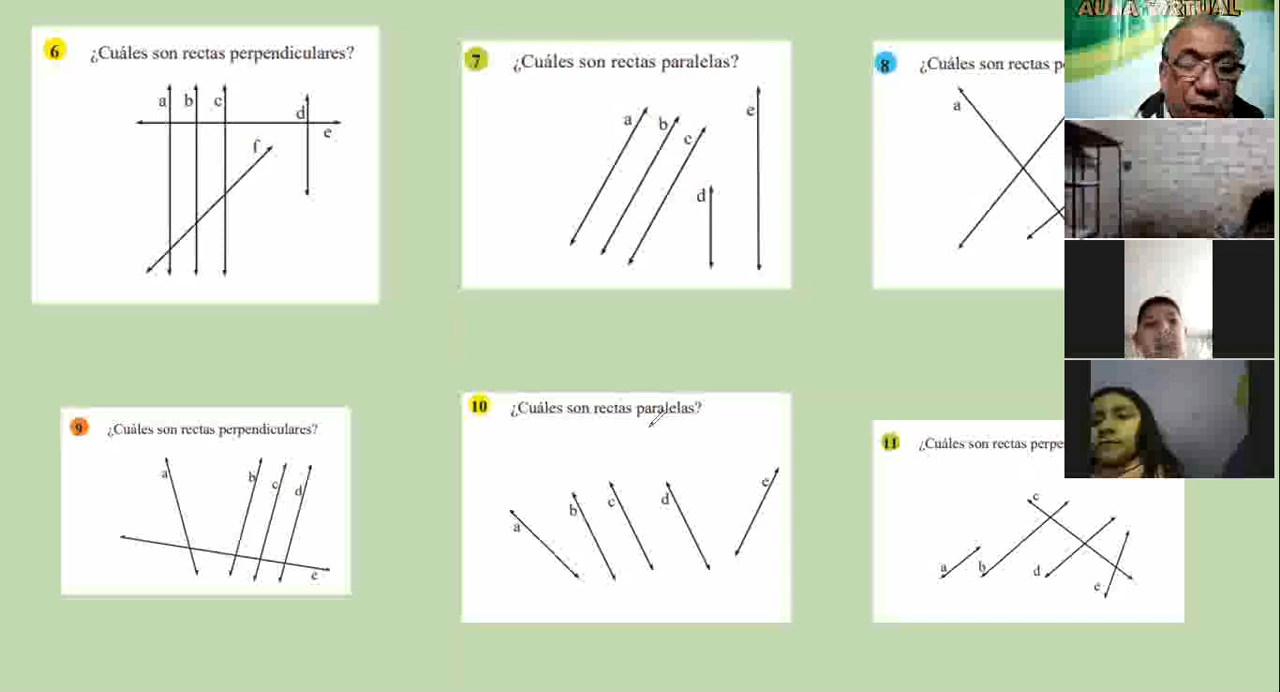 AULA VIRTUAL
6 ¿Cuáles son rectas perpendiculares?
a b c d e f
7 ¿Cuáles son rectas paralelas?
a b c d e
8 ¿Cuáles son rectas p
a
9 ¿Cuáles son rectas perpendiculares?
a b c d e
10 ¿Cuáles son rectas paralelas?
a b c d e
11 ¿Cuáles son rectas perpe
a b c d e